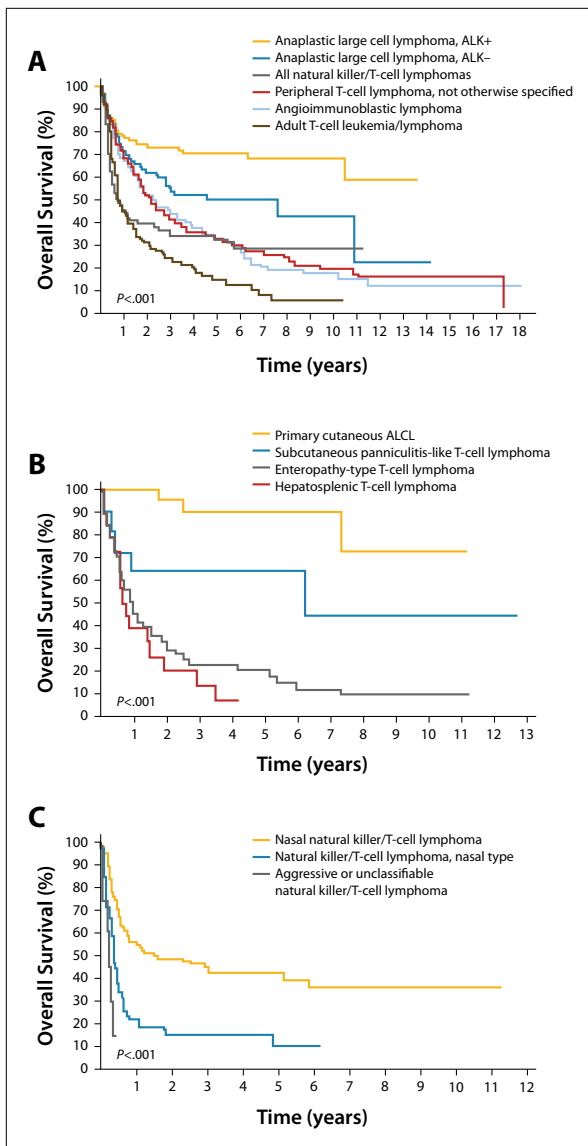 A
Anaplastic large cell lymphoma, ALK+
Anaplastic large cell lymphoma, ALK–
All natural killer/T-cell lymphomas
Peripheral T-cell lymphoma, not otherwise specified
Angioimmunoblastic lymphoma
Adult T-cell leukemia/lymphoma
Overall Survival (%)
100
90
80
70
60
50
40
30
20
10
0
P<.001
1 2 3 4 5 6 7 8 9 10 11 12 13 14 15 16 17 18
Time (years)
B
Primary cutaneous ALCL
Subcutaneous panniculitis-like T-cell lymphoma
Enteropathy-type T-cell lymphoma
Hepatosplenic T-cell lymphoma
Overall Survival (%)
100
90
80
70
60
50
40
30
20
10
0
P<.001
1 2 3 4 5 6 7 8 9 10 11 12 13
Time (years)
C
Nasal natural killer/T-cell lymphoma
Natural killer/T-cell lymphoma, nasal type
Aggressive or unclassifiable
natural killer/T-cell lymphoma
Overall Survival (%)
100
90
80
70
60
50
40
30
20
10
0
P<.001
1 2 3 4 5 6 7 8 9 10 11 12
Time (years)